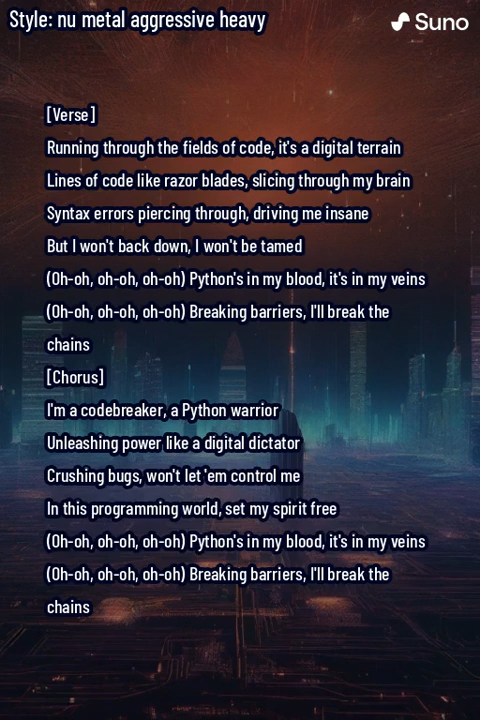 Style: nu metal aggressive heavy
Suno
[Verse]
Running through the fields of code, it's a digital terrain
Lines of code like razor blades, slicing through my brain
Syntax errors piercing through, driving me insane
But I won't back down, I won't be tamed
(Oh-oh, oh-oh, oh-oh) Python's in my blood, it's in my veins
(Oh-oh, oh-oh, oh-oh) Breaking barriers, I'll break the
chains
[Chorus]
I'm a codebreaker, a Python warrior
Unleashing power like a digital dictator
Crushing bugs, won't let 'em control me
In this programming world, set my spirit free
(Oh-oh, oh-oh, oh-oh) Python's in my blood, it's in my veins
(Oh-oh, oh-oh, oh-oh) Breaking barriers, I'll break the
chains